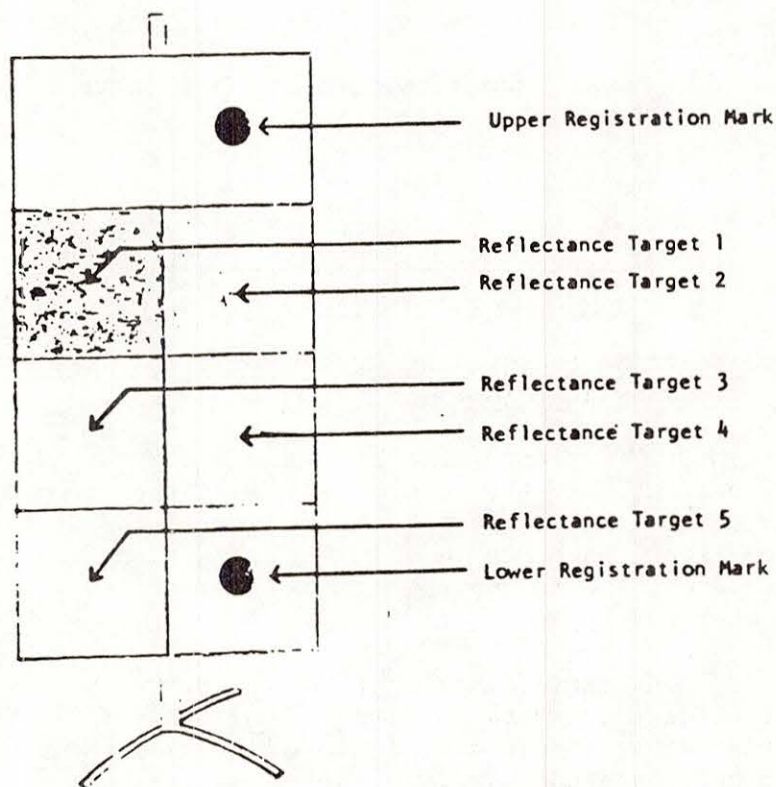 Upper Registration Mark
Reflectance Target 1
Reflectance Target 2
Reflectance Target 3
Reflectance Target 4
Reflectance Target 5
Lower Registration Mark